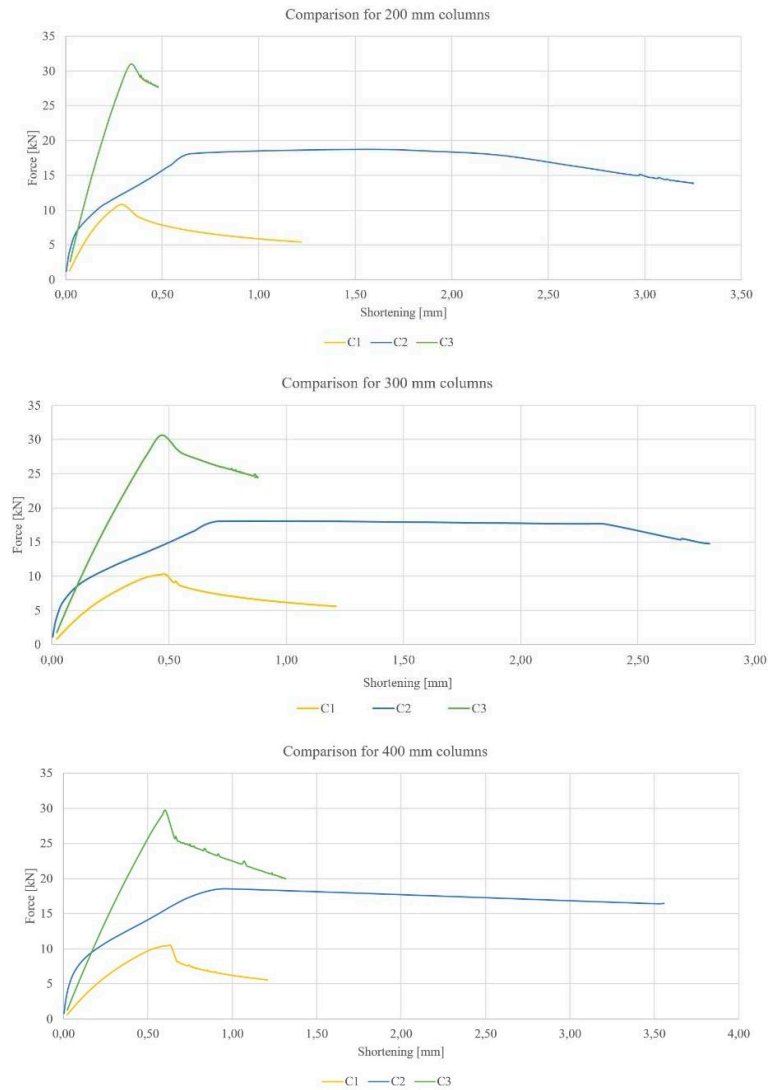 Comparison for 200 mm columns
35
30
25
20
15
10
5
0
Force [kN]
0,00 0,50 1,00 1,50 2,00 2,50 3,00 3,50
Shortening [mm]
C1 C2 C3
Comparison for 300 mm columns
35
30
25
20
15
10
5
0
Force [kN]
0,00 0,50 1,00 1,50 2,00 2,50 3,00
Shortening [mm]
C1 C2 C3
Comparison for 400 mm columns
35
30
25
20
15
10
5
0
Force [kN]
0,00 0,50 1,00 1,50 2,00 2,50 3,00 3,50 4,00
Shortening [mm]
C1 C2 C3